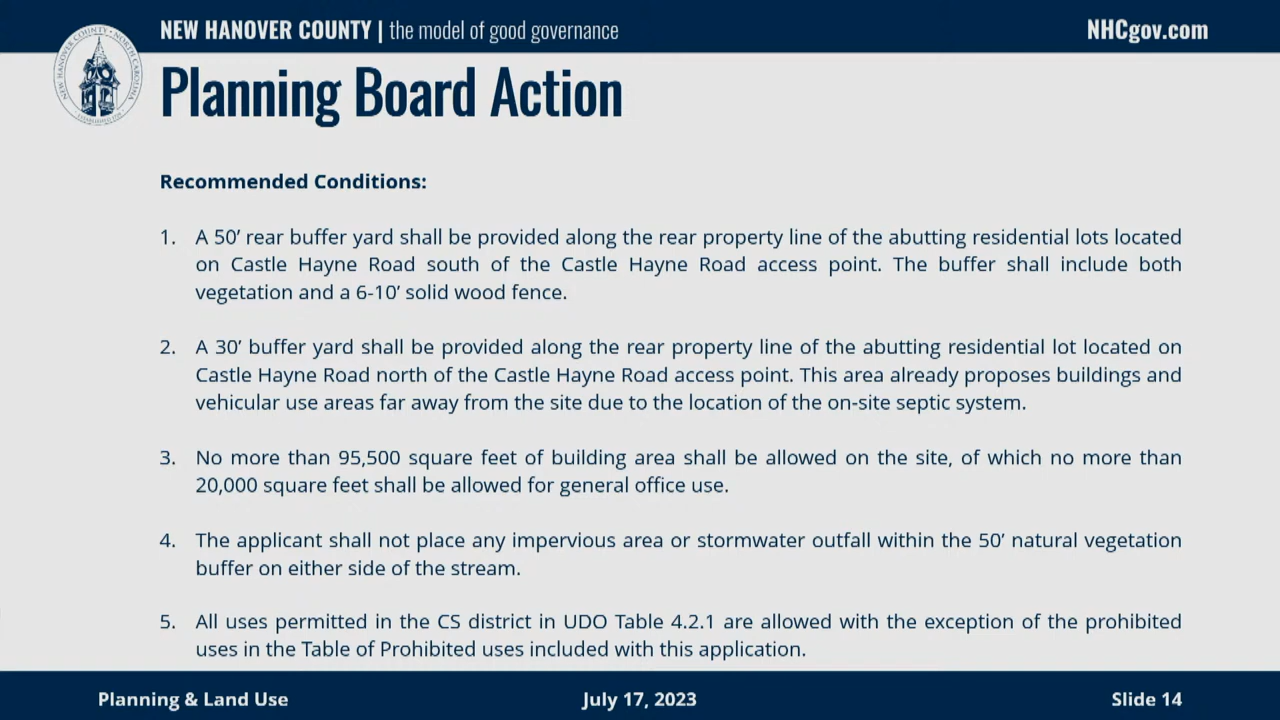 NEW HANOVER COUNTY | the model of good governance
NHCgov.com
NEW HANOVER COUNTY • NORTH CAROLINA
Planning Board Action
Recommended Conditions:
1. A 50’ rear buffer yard shall be provided along the rear property line of the abutting residential lots located
on Castle Hayne Road south of the Castle Hayne Road access point. The buffer shall include both
vegetation and a 6-10’ solid wood fence.
2. A 30’ buffer yard shall be provided along the rear property line of the abutting residential lot located on
Castle Hayne Road north of the Castle Hayne Road access point. This area already proposes buildings and
vehicular use areas far away from the site due to the location of the on-site septic system.
3. No more than 95,500 square feet of building area shall be allowed on the site, of which no more than
20,000 square feet shall be allowed for general office use.
4. The applicant shall not place any impervious area or stormwater outfall within the 50’ natural vegetation
buffer on either side of the stream.
5. All uses permitted in the CS district in UDO Table 4.2.1 are allowed with the exception of the prohibited
uses in the Table of Prohibited uses included with this application.
Planning & Land Use
July 17, 2023
Slide 14